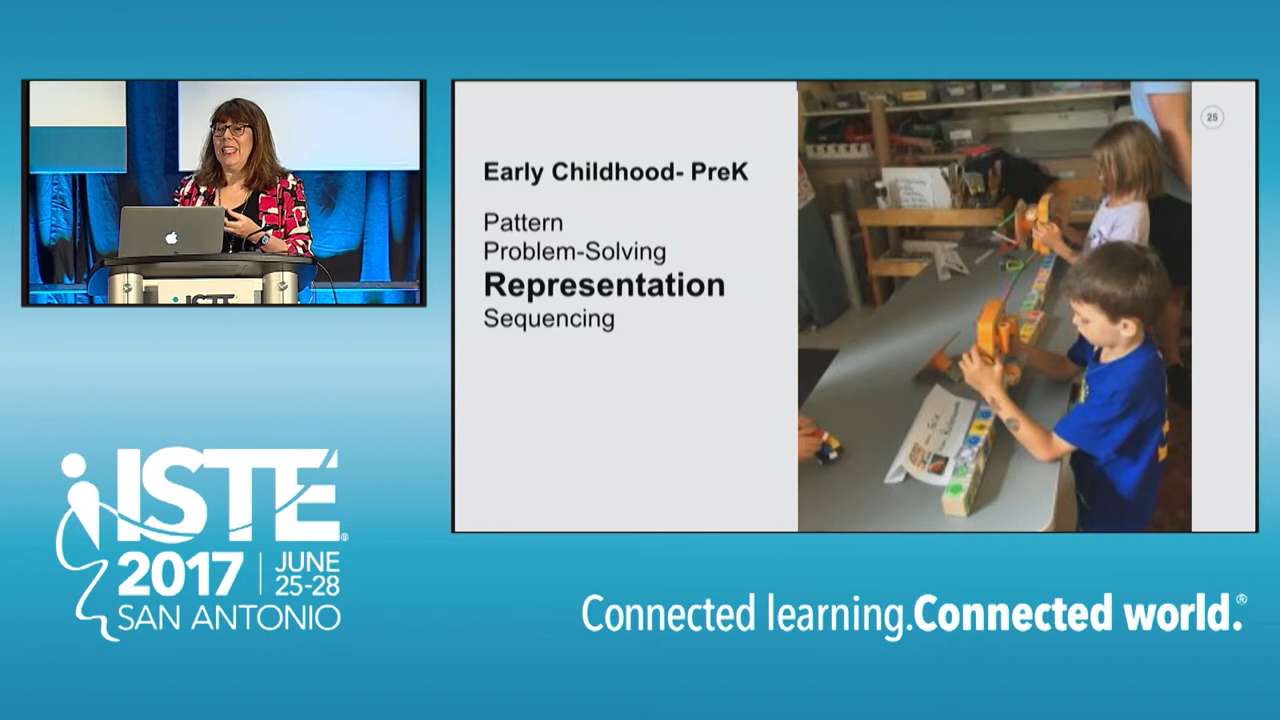 Early Childhood- PreK
Pattern
Problem-Solving
Representation
Sequencing
25
ISTE
ISTE®
2017
JUNE
25-28
SAN ANTONIO
Connected learning.Connected world.®